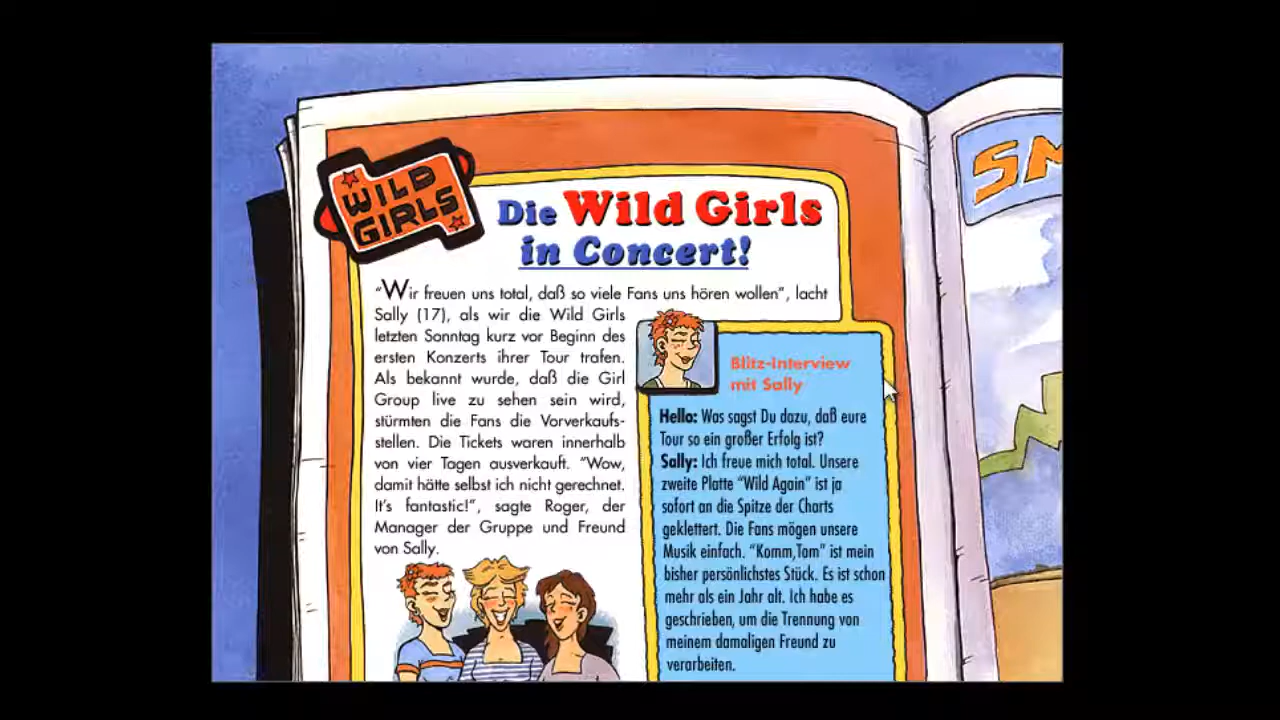 WILD
GIRLS
Die Wild Girls
in Concert!
"Wir freuen uns total, daß so viele Fans uns hören wollen", lacht
Sally (17), als wir die Wild Girls
letzten Sonntag kurz vor Beginn des
ersten Konzerts ihrer Tour trafen.
Als bekannt wurde, daß die Girl
Group live zu sehen sein wird,
stürmten die Fans die Vorverkaufs-
stellen. Die Tickets waren innerhalb
von vier Tagen ausverkauft. "Wow,
damit hätte selbst ich nicht gerechnet.
It's fantastic!", sagte Roger, der
Manager der Gruppe und Freund
von Sally.
Blitz-Interview
mit Sally
Hello: Was sagst Du dazu, daß eure
Tour so ein großer Erfolg ist?
Sally: Ich freue mich total. Unsere
zweite Platte "Wild Again" ist ja
sofort an die Spitze der Charts
geklettert. Die Fans mögen unsere
Musik einfach. "Komm,Tom" ist mein
bisher persönlichstes Stück. Es ist schon
mehr als ein Jahr alt. Ich habe es
geschrieben, um die Trennung von
meinem damaligen Freund zu
verarbeiten.